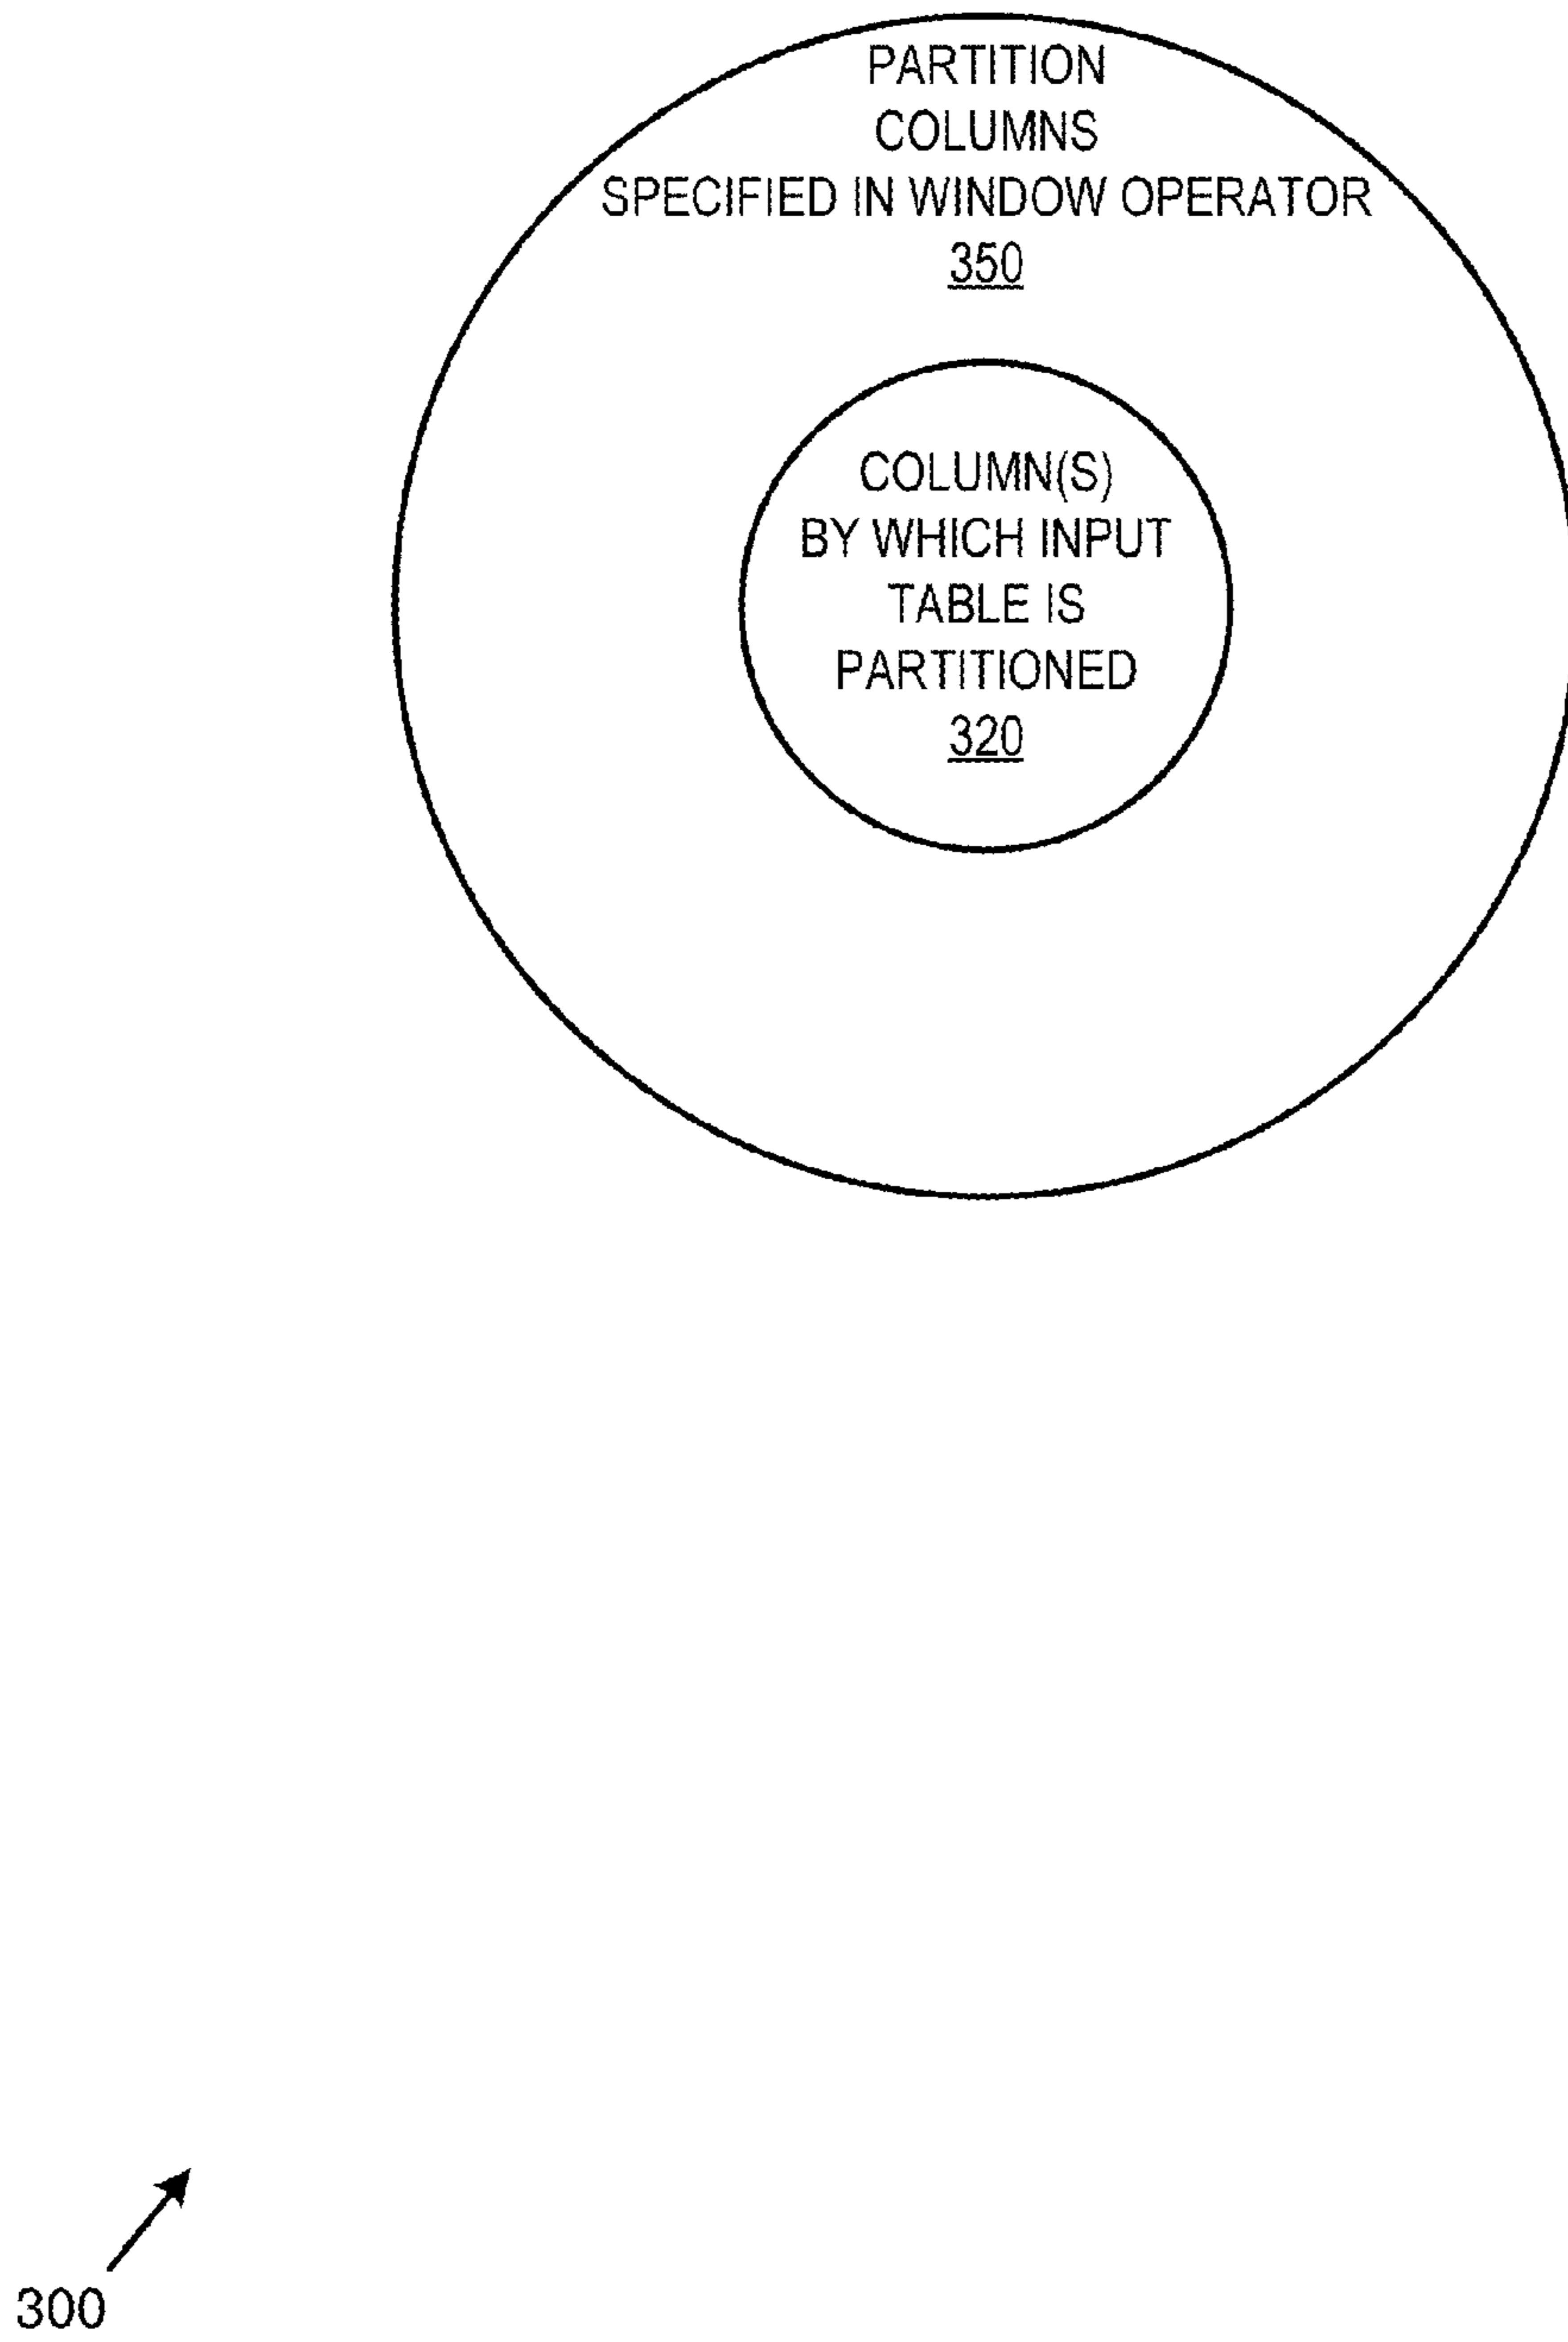 PARTITION
COLUMNS
SPECIFIED IN WINDOW OPERATOR
350
COLUMN(S)
BY WHICH INPUT
TABLE IS
PARTITIONED
320
300